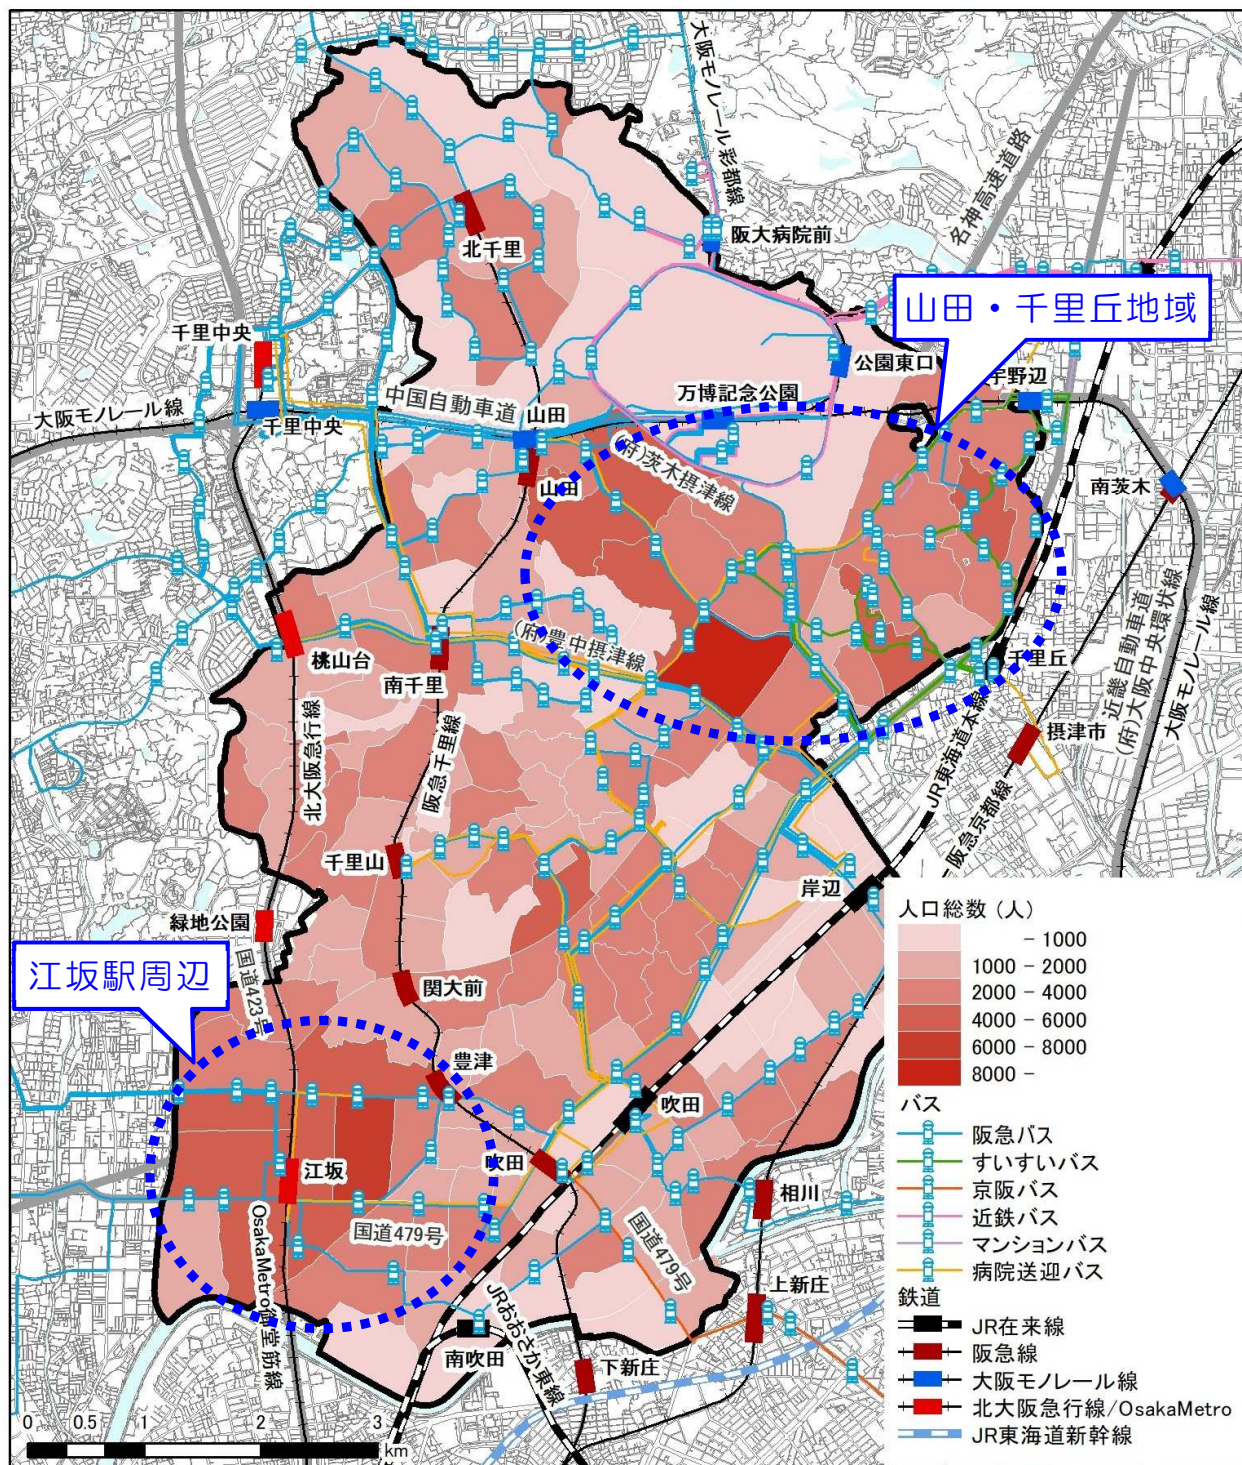 大阪モノレール彩都線
名神高速道路
阪大病院前
北千里
山田・千里丘地域
千里中央
公園東口
宇野辺
中国自動車道
万博記念公園
大阪モノレール線
千里中央
山田
(府)茨木摂津線
山田
南茨木
(府)豊中摂津線
桃山台
南千里
千里丘
近畿自動車道
(府)大阪中央環状線
大阪モノレール線
摂津市
JR東海道本線
阪急京都線
北大阪急行線
阪急千里線
千里山
岸辺
緑地公園
江坂駅周辺
国道423号
関大前
豊津
吹田
吹田
江坂
相川
国道479号
国道479号
OsakaMetro御堂筋線
上新庄
JRおおさか東線
南吹田
下新庄
0 0.5 1 2 3
km
人口総数 (人)
- 1000
1000 - 2000
2000 - 4000
4000 - 6000
6000 - 8000
8000 -
バス
阪急バス
すいすいバス
京阪バス
近鉄バス
マンションバス
病院送迎バス
鉄道
JR在来線
阪急線
大阪モノレール線
北大阪急行線/OsakaMetro
JR東海道新幹線